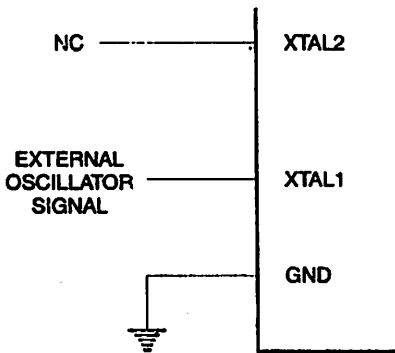 NC
XTAL2
EXTERNAL
OSCILLATOR
SIGNAL
XTAL1
GND